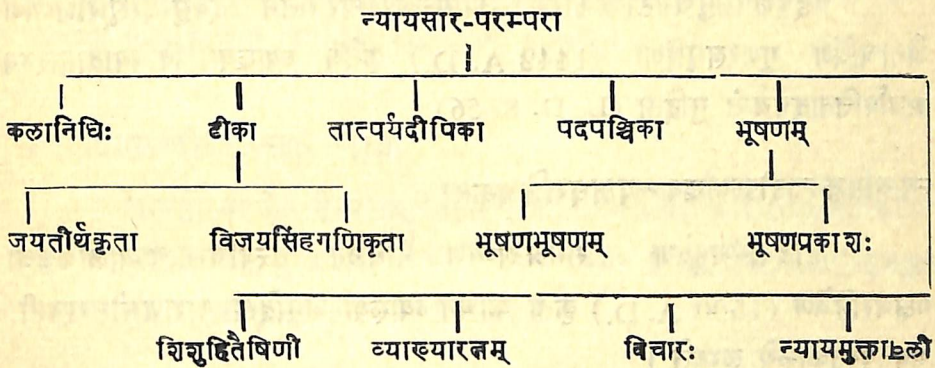 न्यायसार-परम्परा
कलानिधिः टीका तात्पर्यदीपिका पदपञ्चिका भूषणम्
जयतीर्थकृता विजयसिंहगणिकृता भूषणभूषणम् भूषणप्रकाशः
शिशुहितैषिणी व्याख्यारत्नम् विचारः न्यायमुक्तावली